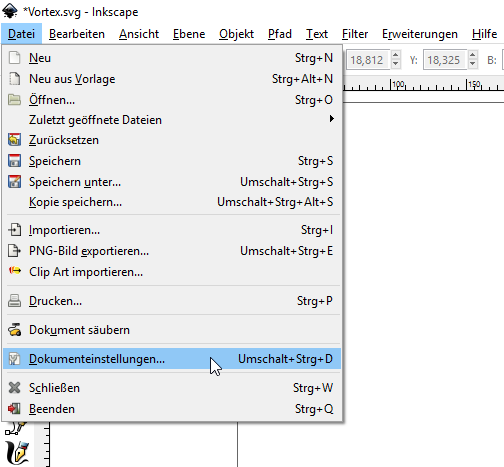 *Vortex.svg - Inkscape
Datei Bearbeiten Ansicht Ebene Objekt Pfad Text Filter Erweiterungen Hilfe
18,812 Y: 18,325 B:
100 150
Neu Strg+N
Neu aus Vorlage Strg+Alt+N
Öffnen... Strg+O
Zuletzt geöffnete Dateien
Zurücksetzen
Speichern Strg+S
Speichern unter... Umschalt+Strg+S
Kopie speichern... Umschalt+Strg+Alt+S
Importieren... Strg+I
PNG-Bild exportieren... Umschalt+Strg+E
Clip Art importieren...
Drucken... Strg+P
Dokument säubern
Dokumenteinstellungen... Umschalt+Strg+D
Schließen Strg+W
Beenden Strg+Q